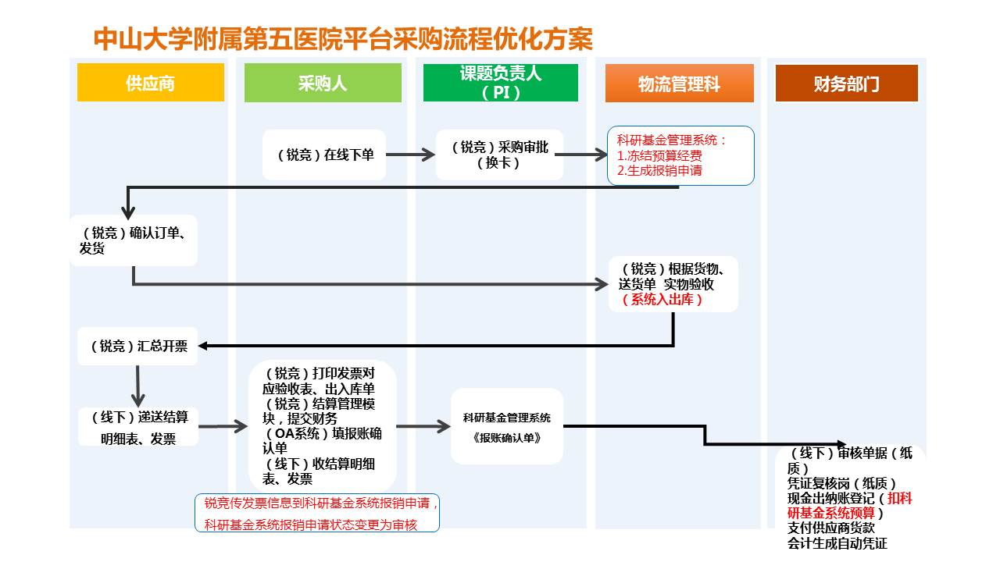 中山大学附属第五医院平台采购流程优化方案
供应商
采购人
课题负责人
（PI）
物流管理科
财务部门
（锐竞）在线下单
（锐竞）采购审批
（换卡）
科研基金管理系统：
1.冻结预算经费
2.生成报销申请
（锐竞）确认订单、
发货
（锐竞）根据货物、
送货单 实物验收
（系统入出库）
（锐竞）汇总开票
（线下）递送结算
明细表、发票
（锐竞）打印发票对
应验收表、出入库单
（锐竞）结算管理模
块，提交财务
（OA系统）填报账确
认单
（线下）收结算明细
表、发票
科研基金管理系统
《报账确认单》
（线下）审核单据（纸
质）
凭证复核岗（纸质）
现金出纳账登记（扣科
研基金系统预算）
支付供应商货款
会计生成自动凭证
锐竞传发票信息到科研基金系统报销申请，
科研基金系统报销申请状态变更为审核